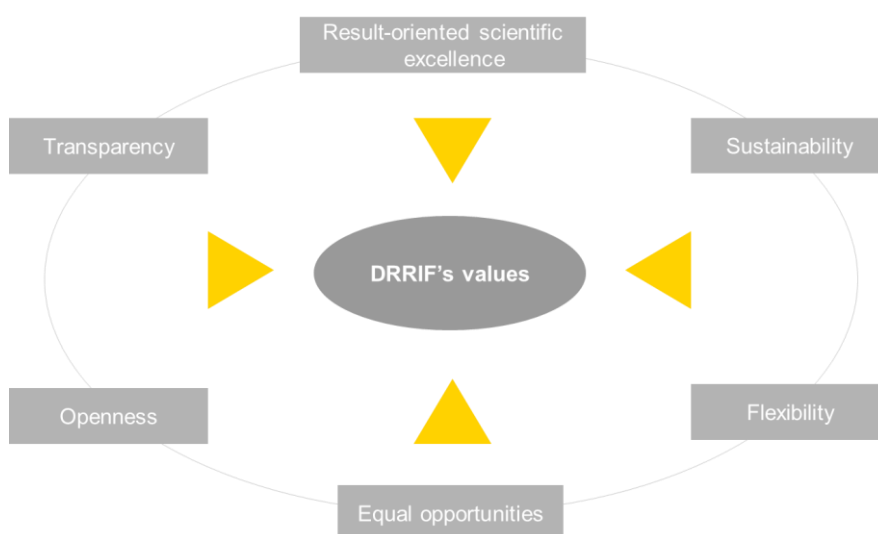 Result-oriented scientific
excellence
Transparency
Sustainability
DRRIF's values
Openness
Flexibility
Equal opportunities